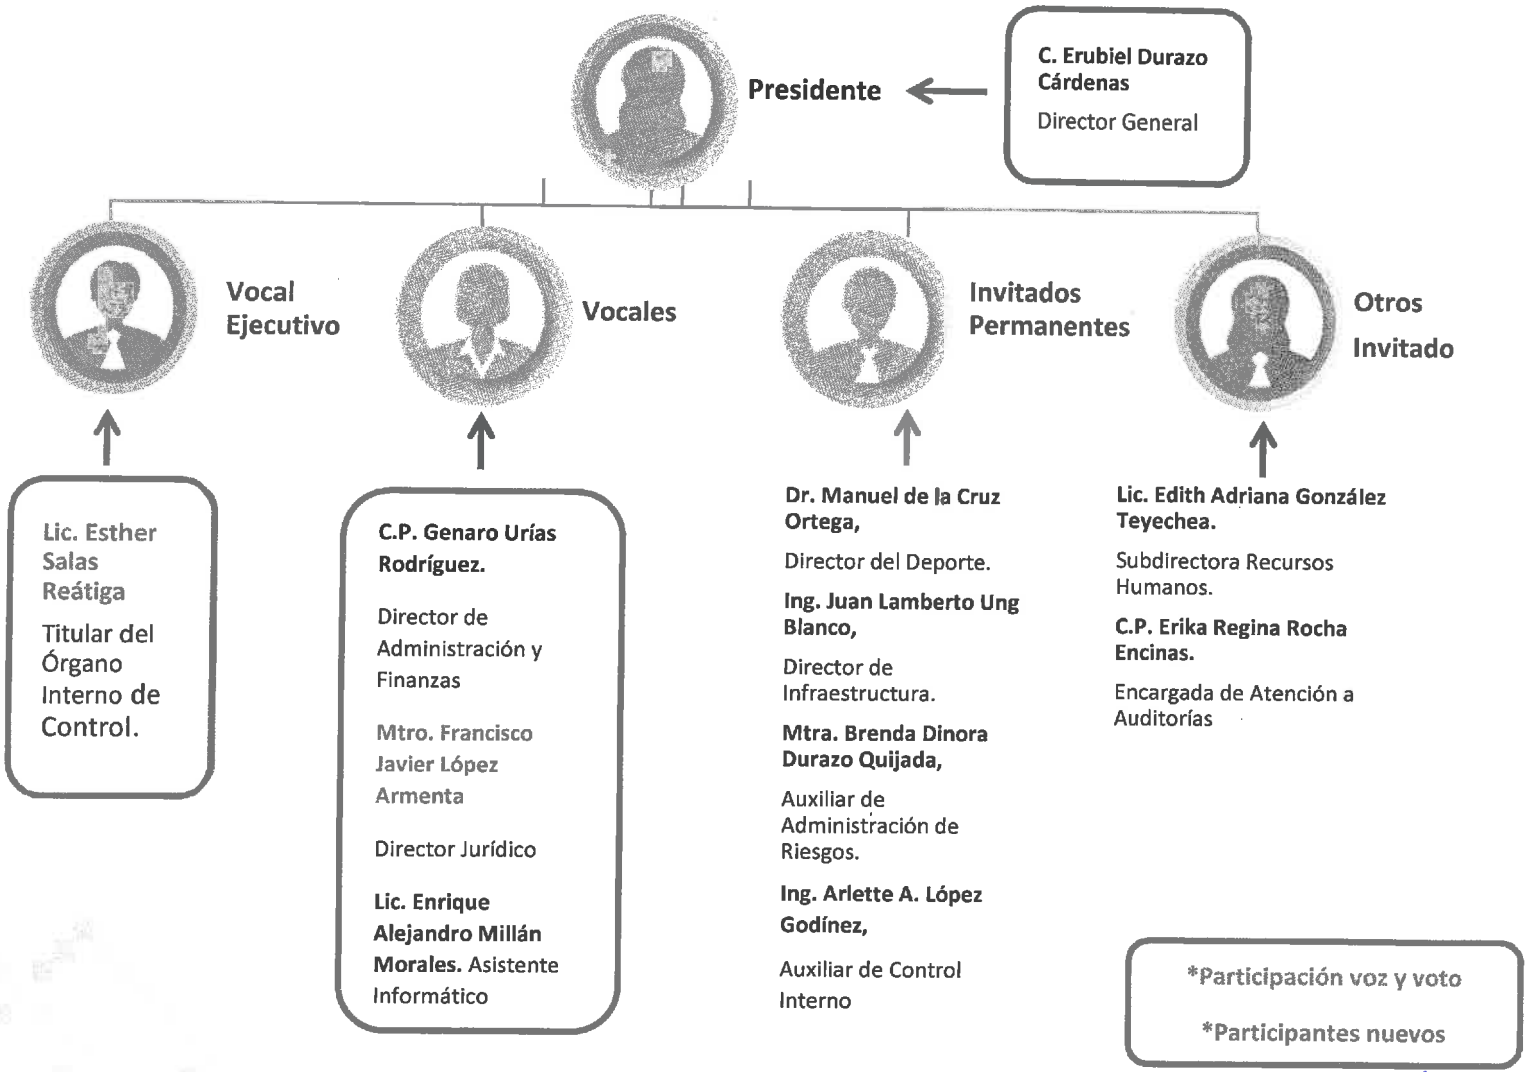 Presidente
C. Erubiel Durazo
Cárdenas
Director General
Vocal
Ejecutivo
Vocales
Invitados
Permanentes
Otros
Invitado
Lic. Esther
Salas
Reátiga
Titular del
Órgano
Interno de
Control.
C.P. Genaro Urías
Rodríguez.
Director de
Administración y
Finanzas
Mtro. Francisco
Javier López
Armenta
Director Jurídico
Lic. Enrique
Alejandro Millán
Morales. Asistente
Informático
Dr. Manuel de la Cruz
Ortega,
Director del Deporte.
Ing. Juan Lamberto Ung
Blanco,
Director de
Infraestructura.
Mtra. Brenda Dinora
Durazo Quijada,
Auxiliar de
Administración de
Riesgos.
Ing. Arlette A. López
Godínez,
Auxiliar de Control
Interno
Lic. Edith Adriana González
Teyechea.
Subdirectora Recursos
Humanos.
C.P. Erika Regina Rocha
Encinas.
Encargada de Atención a
Auditorías
*Participación voz y voto
*Participantes nuevos